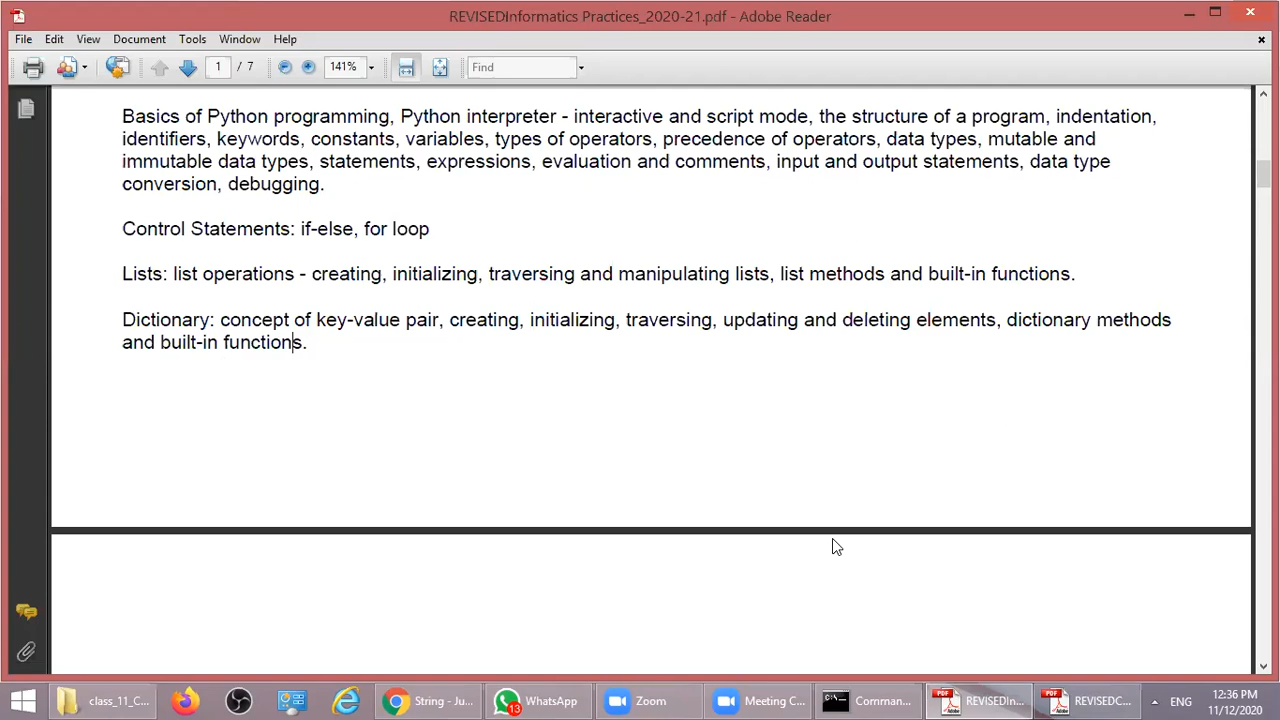 REVISEDInformatics Practices_2020-21.pdf - Adobe Reader
File Edit View Document Tools Window Help
1 / 7 141% Find
Basics of Python programming, Python interpreter - interactive and script mode, the structure of a program, indentation,
identifiers, keywords, constants, variables, types of operators, precedence of operators, data types, mutable and
immutable data types, statements, expressions, evaluation and comments, input and output statements, data type
conversion, debugging.
Control Statements: if-else, for loop
Lists: list operations - creating, initializing, traversing and manipulating lists, list methods and built-in functions.
Dictionary: concept of key-value pair, creating, initializing, traversing, updating and deleting elements, dictionary methods
and built-in functions.
class_11_C... String - Ju... 13 WhatsApp Zoom Meeting C... C:\ Comman... PDF Adobe REVISEDIn... PDF Adobe REVISEDC... ENG 12:36 PM
11/12/2020